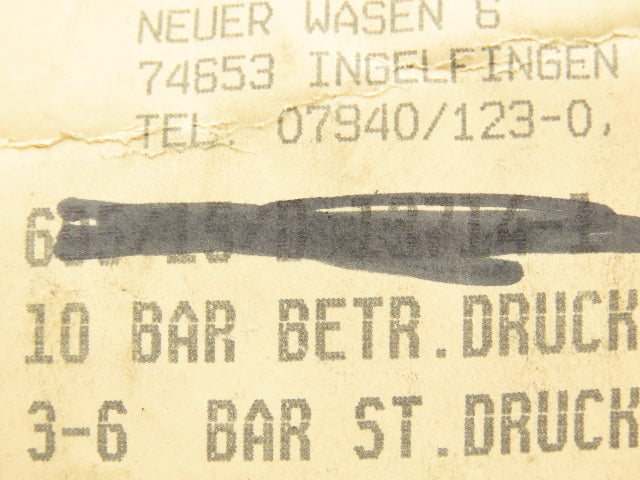 NEUER WASEN 6
74653 INGELFINGEN
TEL. 07940/123-0,
10 BAR BETR.DRUCK
3-6 BAR ST.DRUCK